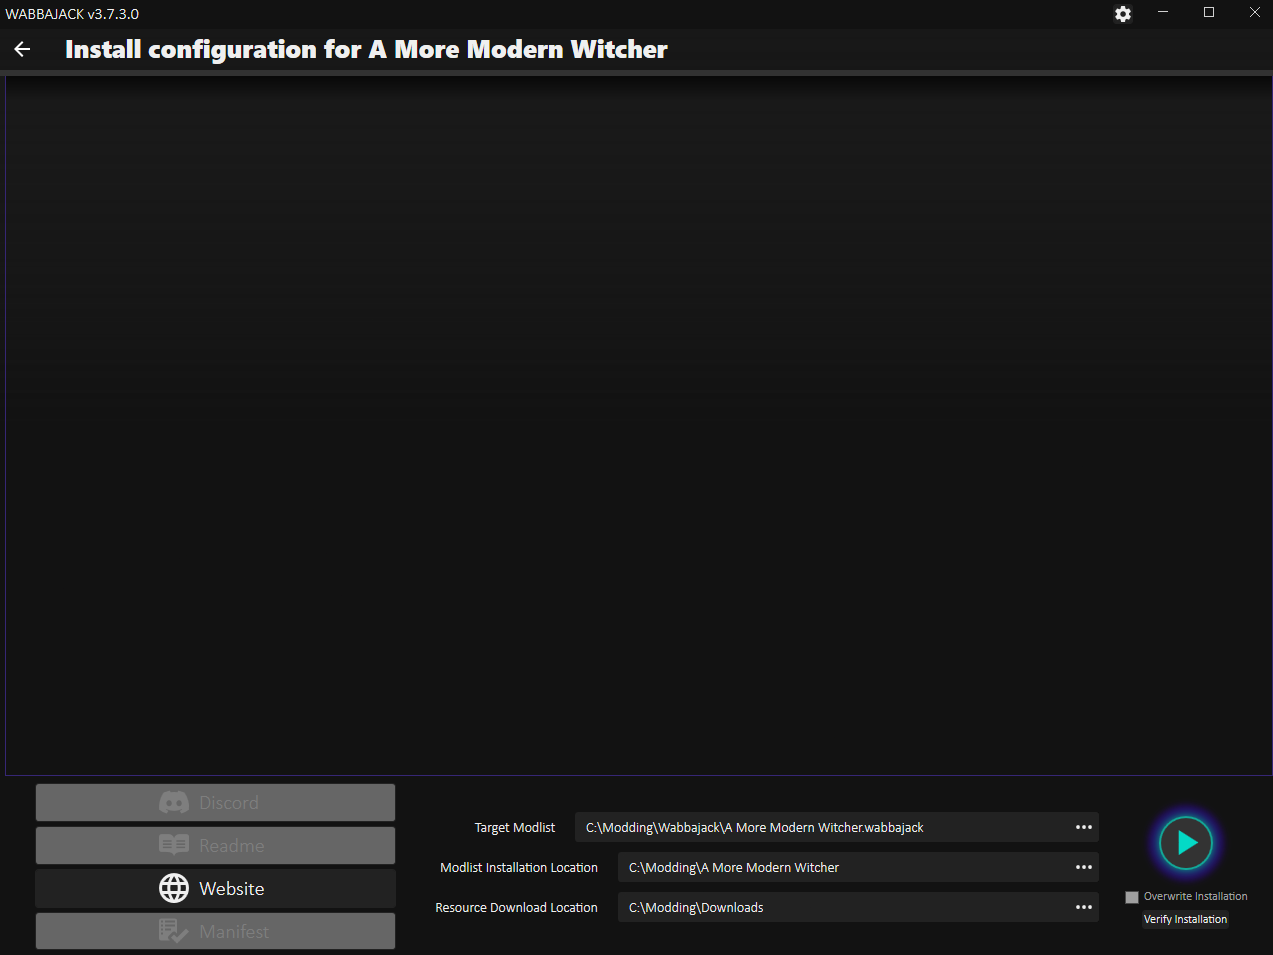 WABBAJACK v3.7.3.0
Install configuration for A More Modern Witcher
Discord
Readme
Website
Manifest
Target Modlist
C:\Modding\Wabbajack\A More Modern Witcher.wabbajack
Modlist Installation Location
C:\Modding\A More Modern Witcher
Resource Download Location
C:\Modding\Downloads
Overwrite Installation
Verify Installation